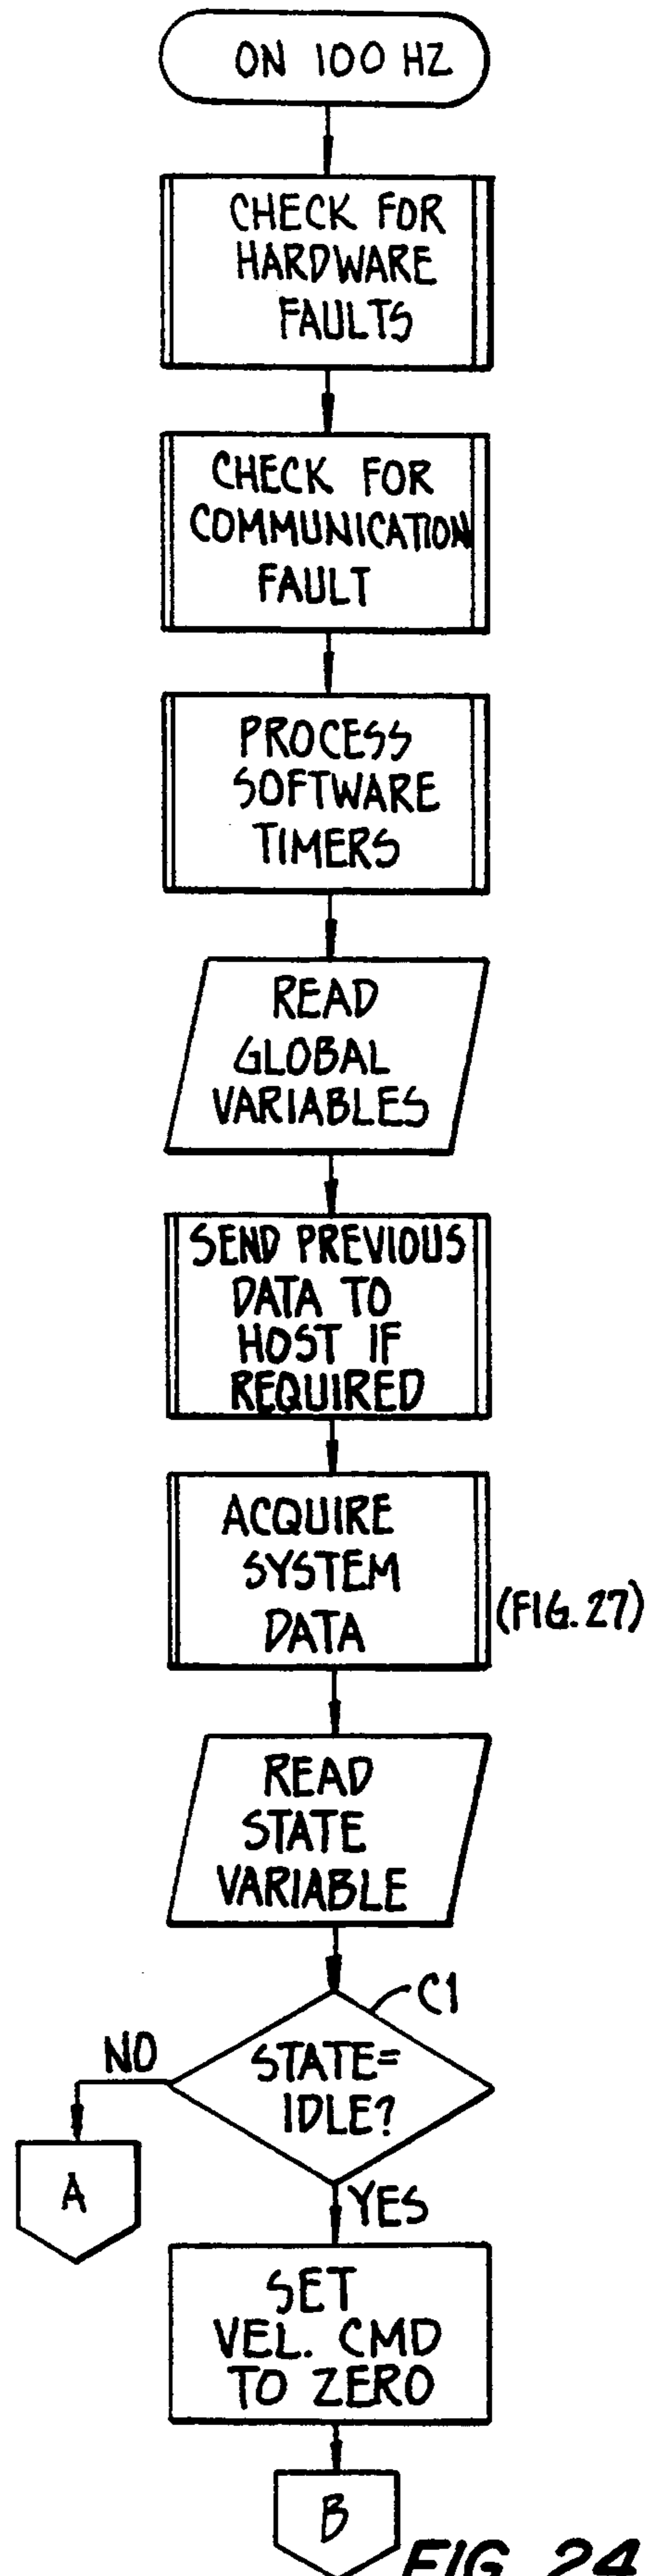 ON 100 HZ
CHECK FOR
HARDWARE
FAULTS
CHECK FOR
COMMUNICATION
FAULT
PROCESS
SOFTWARE
TIMERS
READ
GLOBAL
VARIABLES
SEND PREVIOUS
DATA TO
HOST IF
REQUIRED
ACQUIRE
SYSTEM
DATA
(FIG. 27)
READ
STATE
VARIABLE
C1
STATE=
IDLE?
NO
A
YES
SET
VEL. CMD
TO ZERO
B
FIG. 24